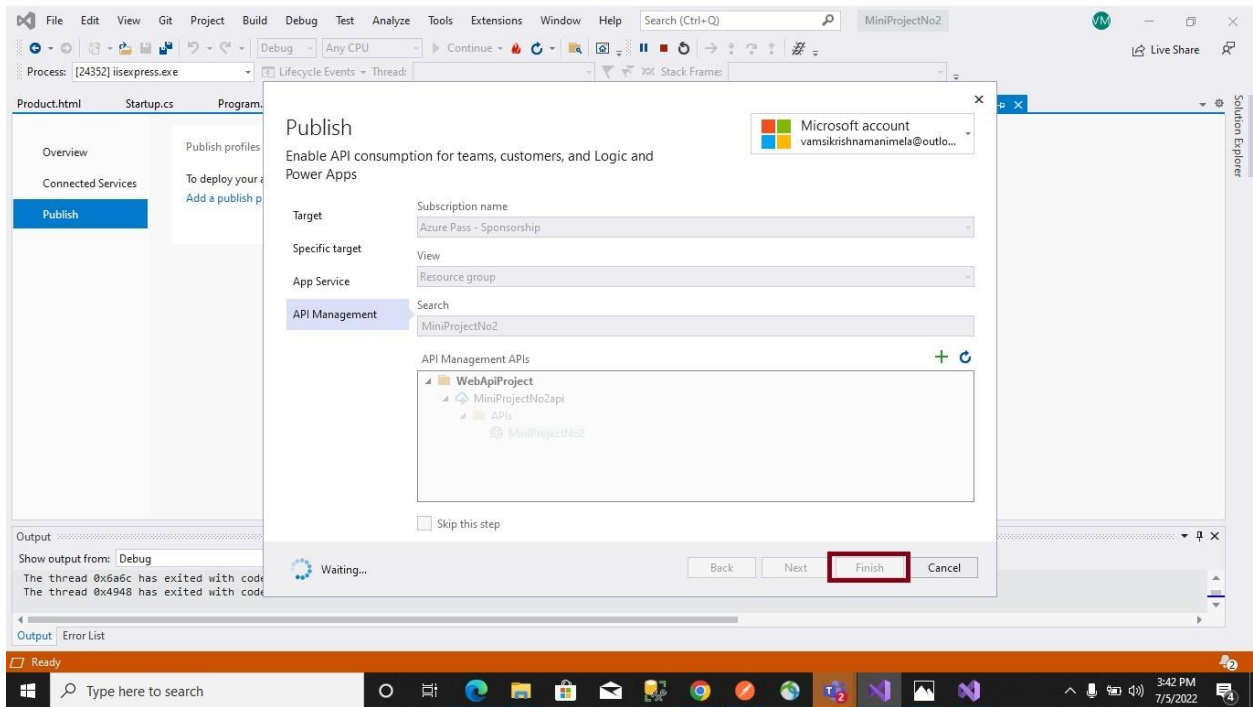 File Edit View Git Project Build Debug Test Analyze Tools Extensions Window Help Search (Ctrl+Q) MiniProjectNo2 VM
Debug Any CPU Continue Live Share
Process: [24352] iisexpress.exe Lifecycle Events Thread: Stack Frame:
Product.html Startup.cs Program.
Solution Explorer
Overview
Connected Services
Publish
Publish profiles
To deploy your a
Add a publish p
Publish
Enable API consumption for teams, customers, and Logic and
Power Apps
Microsoft account
vamsikrishnamanimela@outlo...
Target
Specific target
App Service
API Management
Subscription name
Azure Pass - Sponsorship
View
Resource group
Search
MiniProjectNo2
API Management APIs
WebApiProject
MiniProjectNo2api
APIs
MiniProjectNo2
Skip this step
Waiting...
Back Next Finish Cancel
Output
Show output from: Debug
The thread 0x6a6c has exited with code
The thread 0x4948 has exited with code
Output Error List
Ready 2
Type here to search
3:42 PM
7/5/2022
4